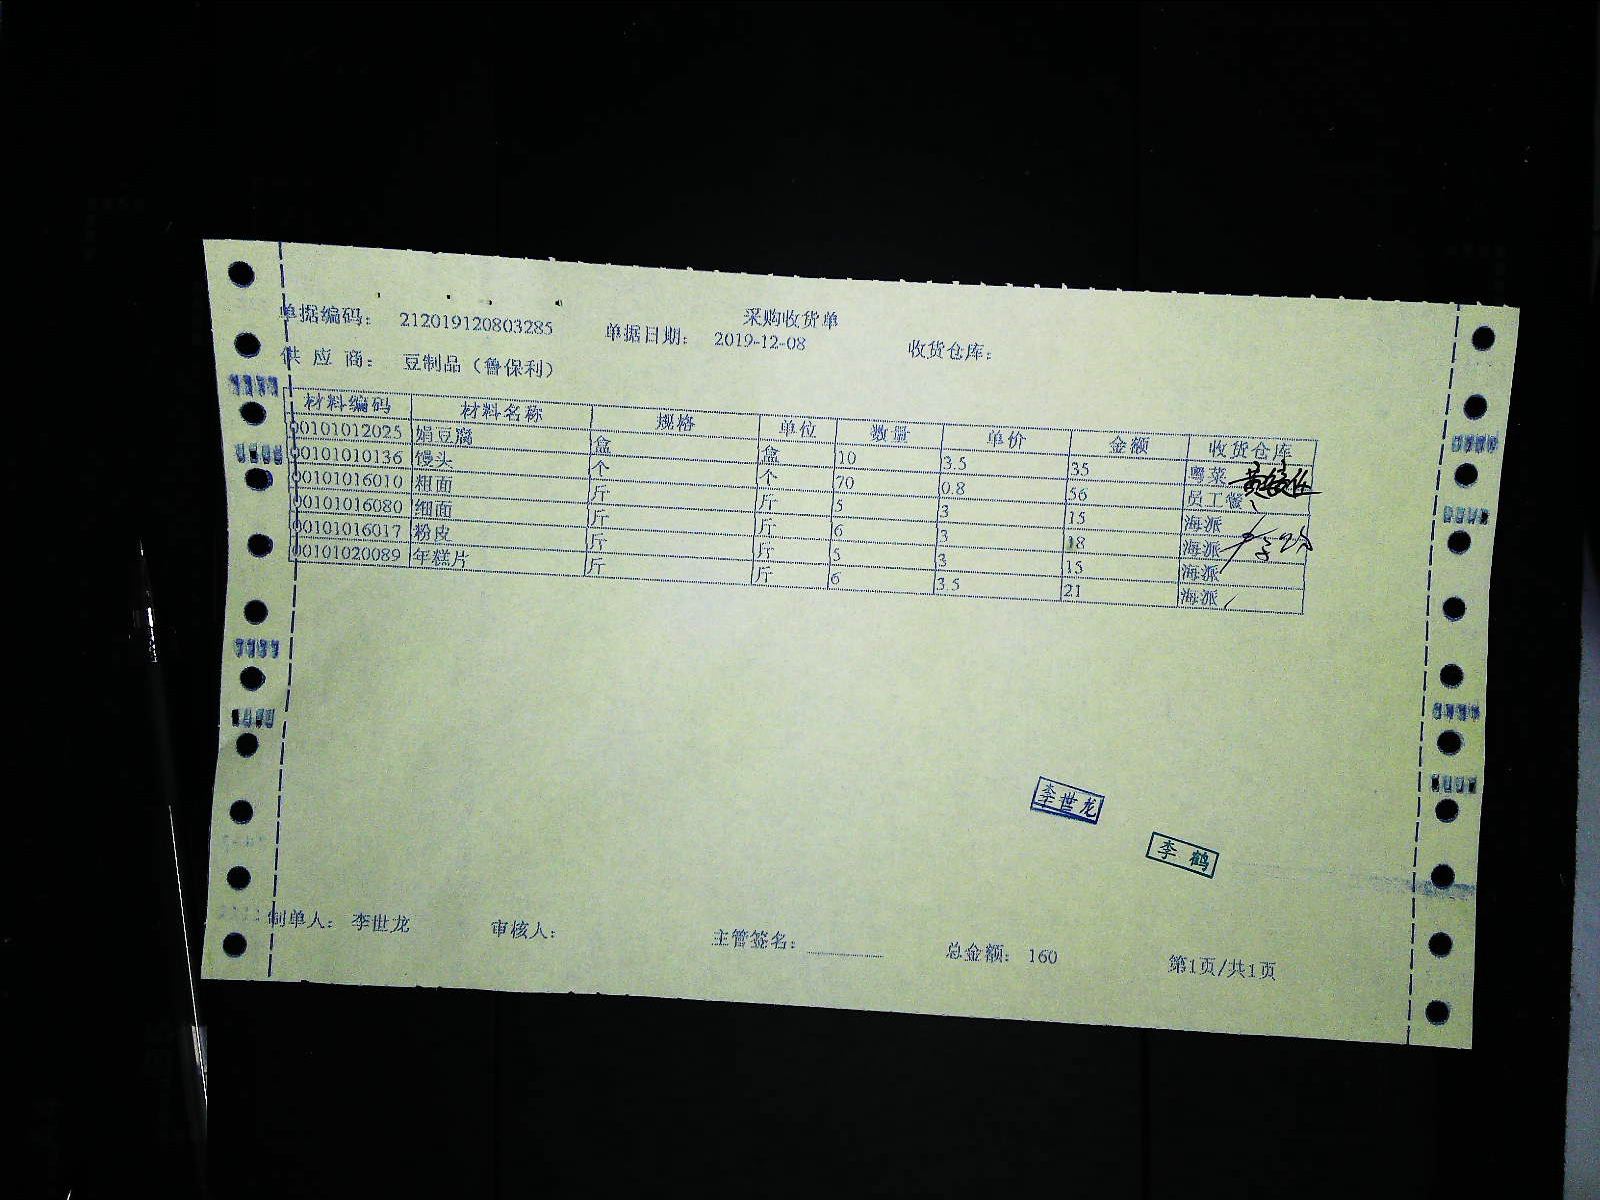 采购收货单
单据编码： 212019120803285 单据日期： 2019-12-08 收货仓库：
供 应 商： 豆制品（鲁保利）
材料编码 材料名称 规格 单位 数量 单价 金额 收货仓库
00101012025 娟豆腐 盒 盒 10 3.5 35 粤菜
00101010136 馒头 个 个 70 0.8 56 员工餐
00101016010 粗面 斤 斤 5 3 15 海派
00101016080 细面 斤 斤 6 3 18 海派
00101016017 粉皮 斤 斤 5 3 15 海派
00101020089 年糕片 斤 斤 6 3.5 21 海派
李世龙
李 鹤
制单人： 李世龙 审核人： 主管签名： 总金额： 160 第1页/共1页